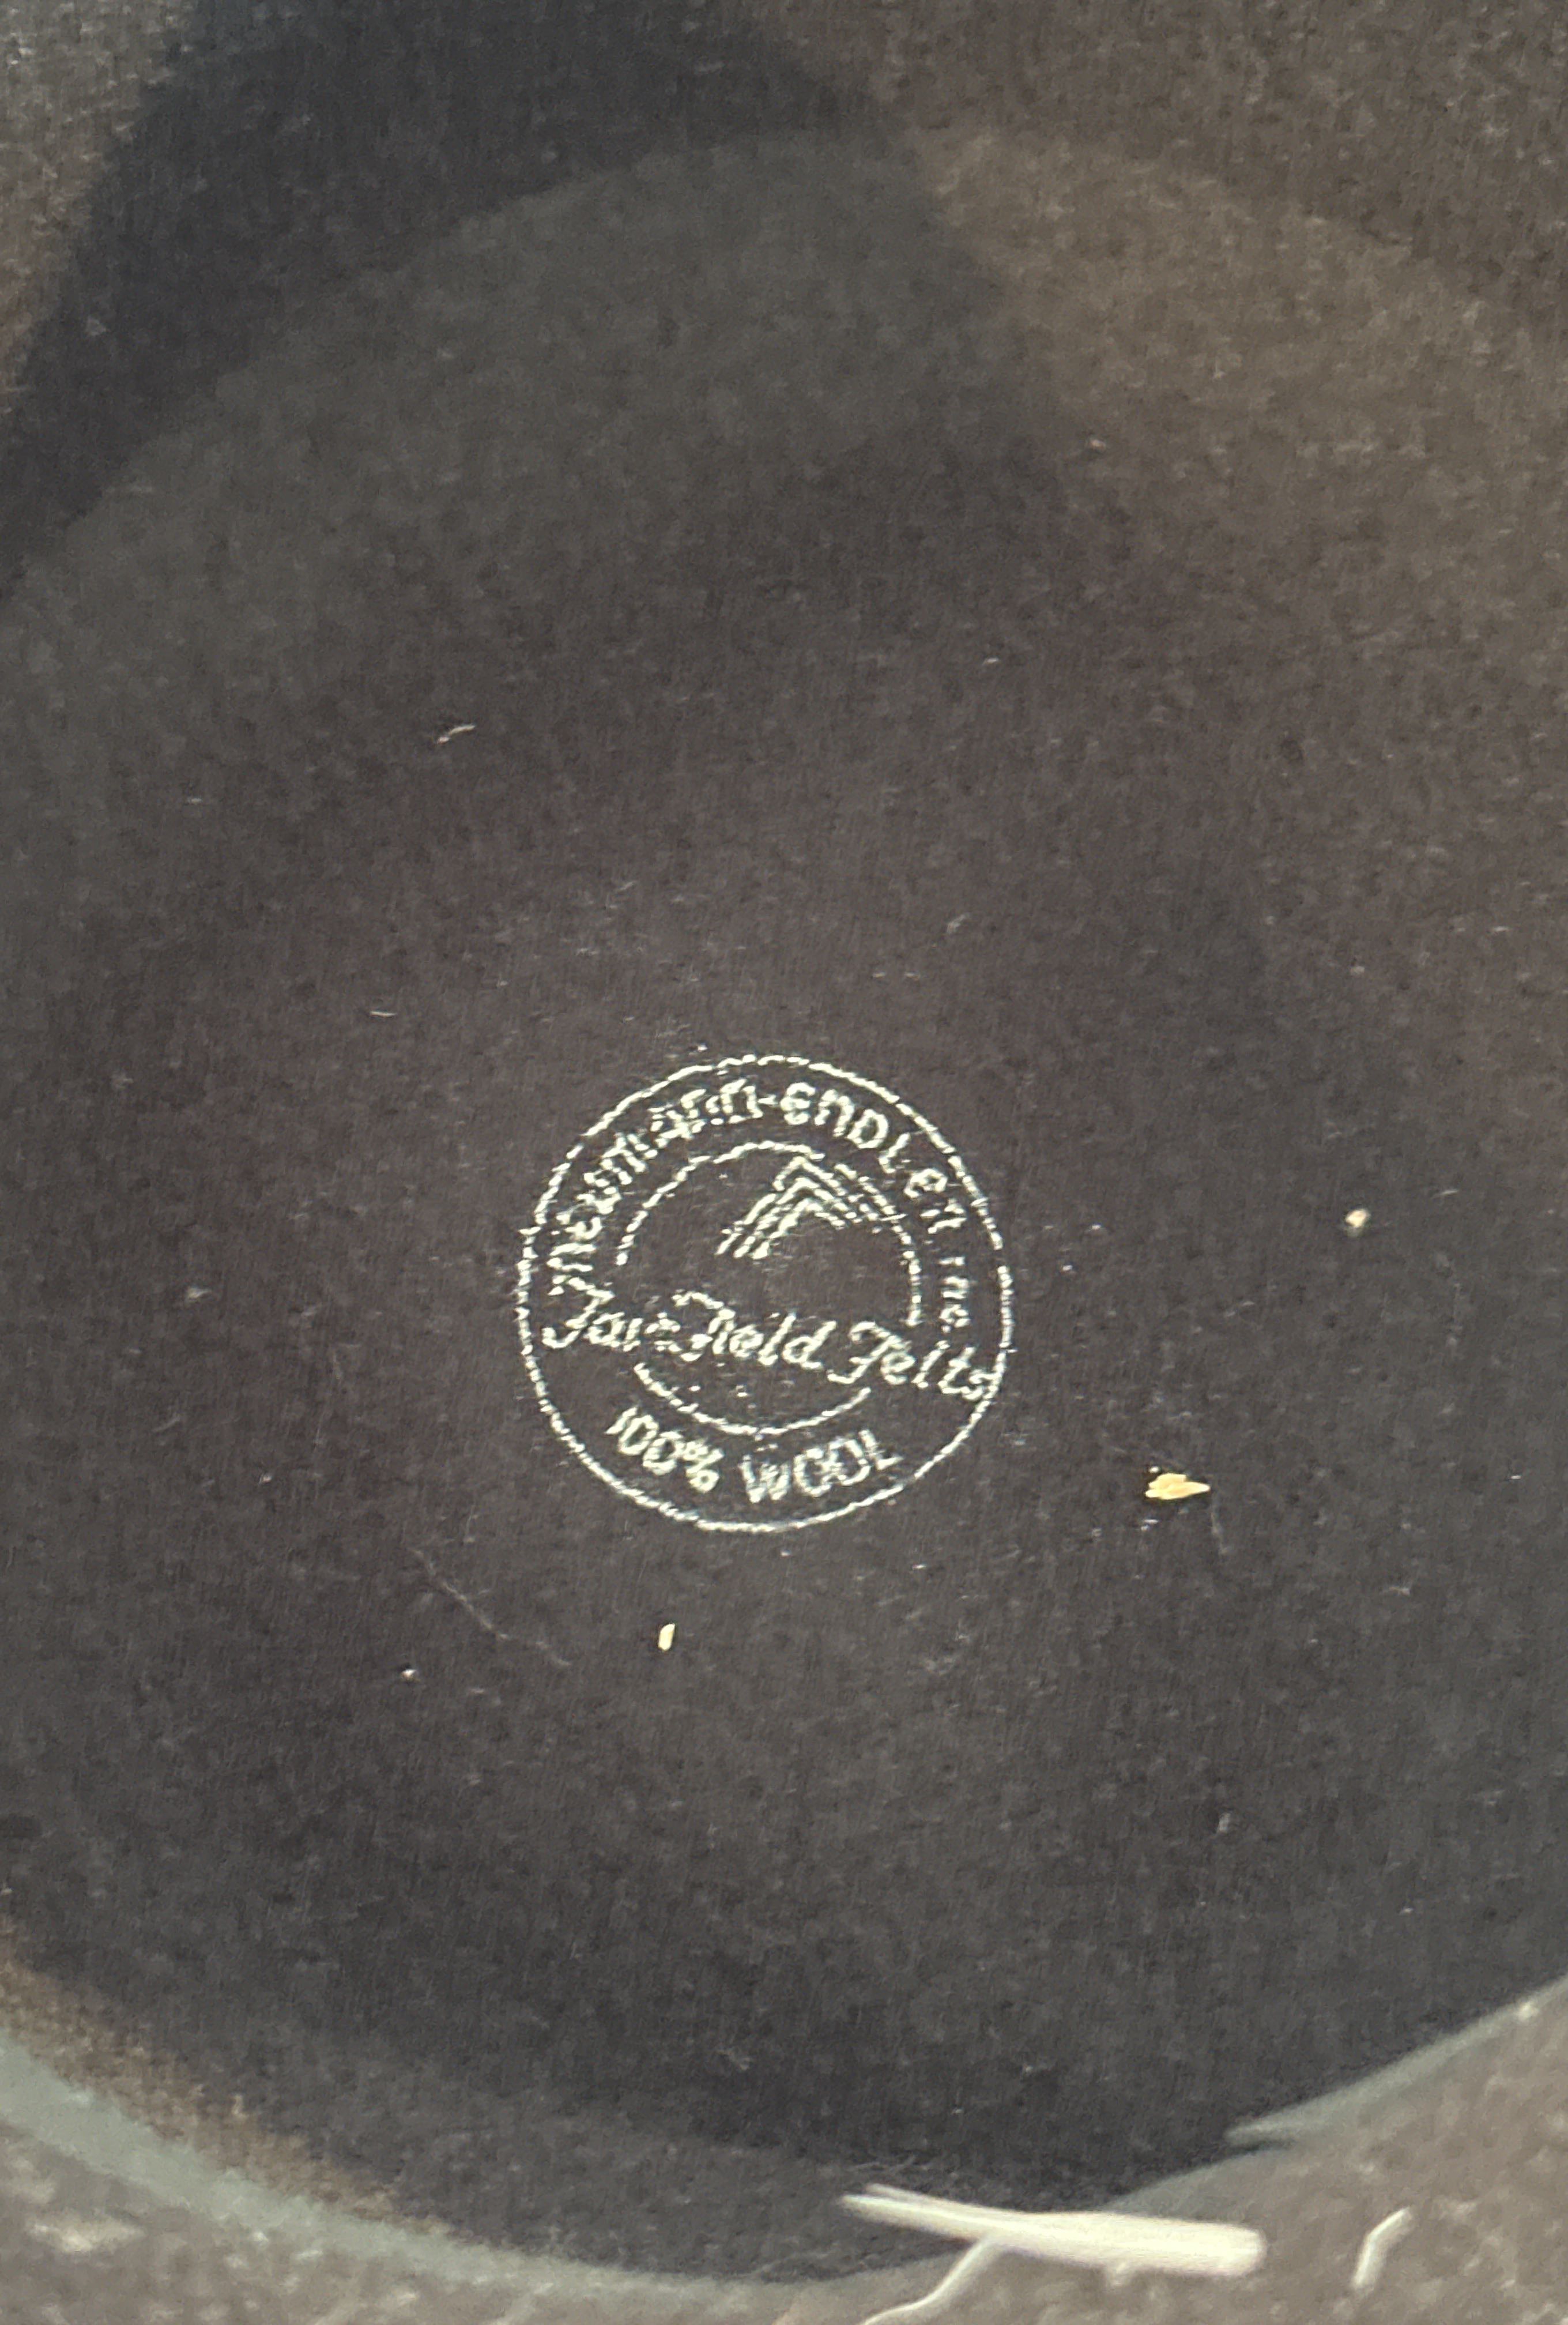 NEUMANN-ENDLER INC.
Fairfield Felts
100% WOOL